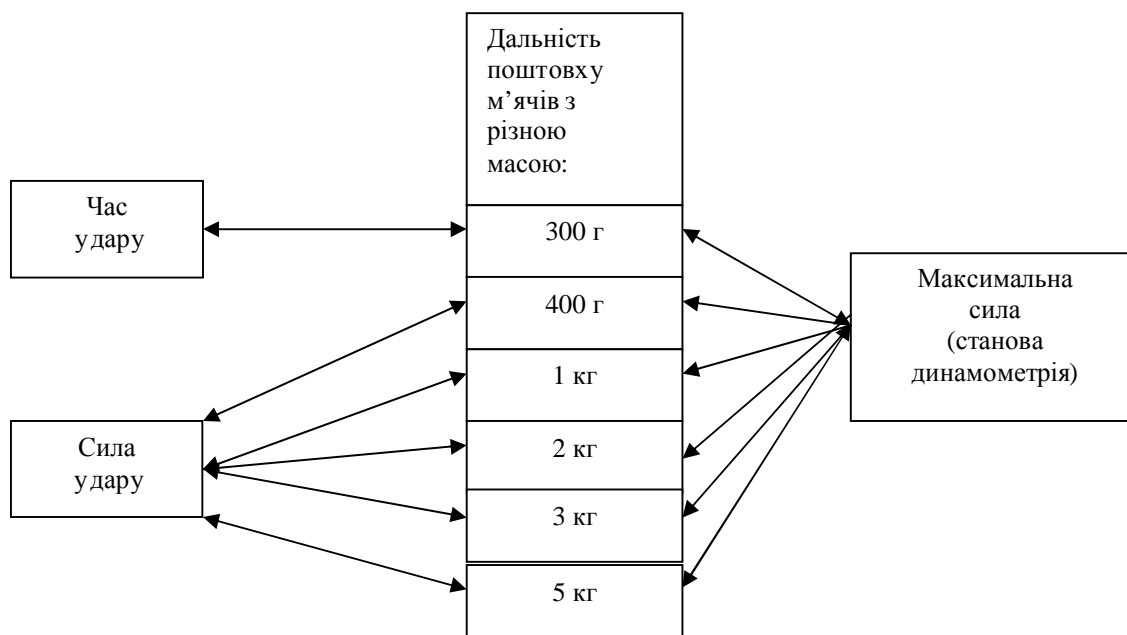 Дальність
поштовху
м’ячів з
різною
масою:
Час
удару
300 г
400 г
1 кг
2 кг
3 кг
5 кг
Сила
удару
Максимальна
сила
(станова
динамометрія)